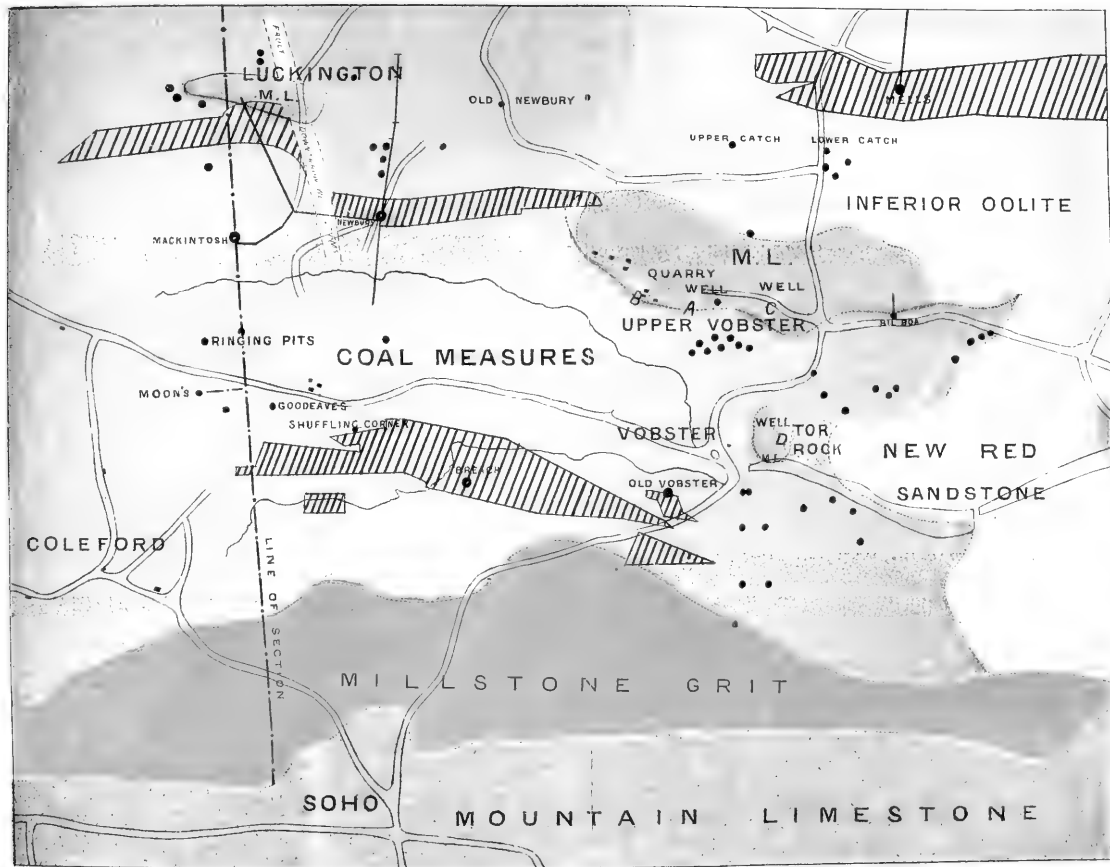 FAULT
LUCKINGTON
M.L.
OLD NEWBURY
MELLS
UPPER CATCH
LOWER CATCH
INFERIOR OOLITE
NEWBURY
MACKINTOSH
M.L.
QUARRY
WELL WELL
B A C
UPPER VOBSTER
BILBOA
RINGING PITS
COAL MEASURES
MOON'S
GOODEAVES
SHUFFLING CORNER
VOBSTER
WELL
D
TOR
ROCK
M.L.
NEW RED
SANDSTONE
BREACH
OLD VOBSTER
COLEFORD
LINE OF SECTION
MILLSTONE GRIT
SOHO
MOUNTAIN LIMESTONE